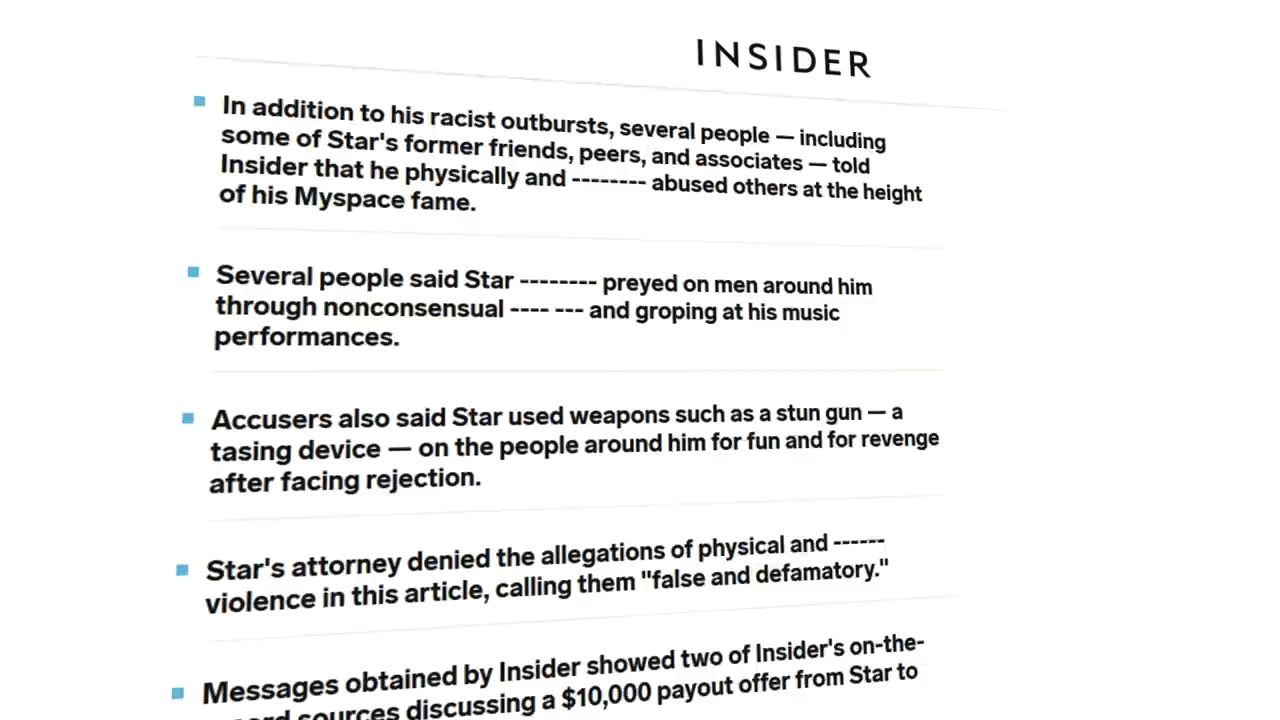 INSIDER
In addition to his racist outbursts, several people — including
some of Star's former friends, peers, and associates — told
Insider that he physically and -------- abused others at the height
of his Myspace fame.
Several people said Star -------- preyed on men around him
through nonconsensual ---- --- and groping at his music
performances.
Accusers also said Star used weapons such as a stun gun — a
tasing device — on the people around him for fun and for revenge
after facing rejection.
Star's attorney denied the allegations of physical and ------
violence in this article, calling them "false and defamatory."
Messages obtained by Insider showed two of Insider's on-the-
sources discussing a $10,000 payout offer from Star to